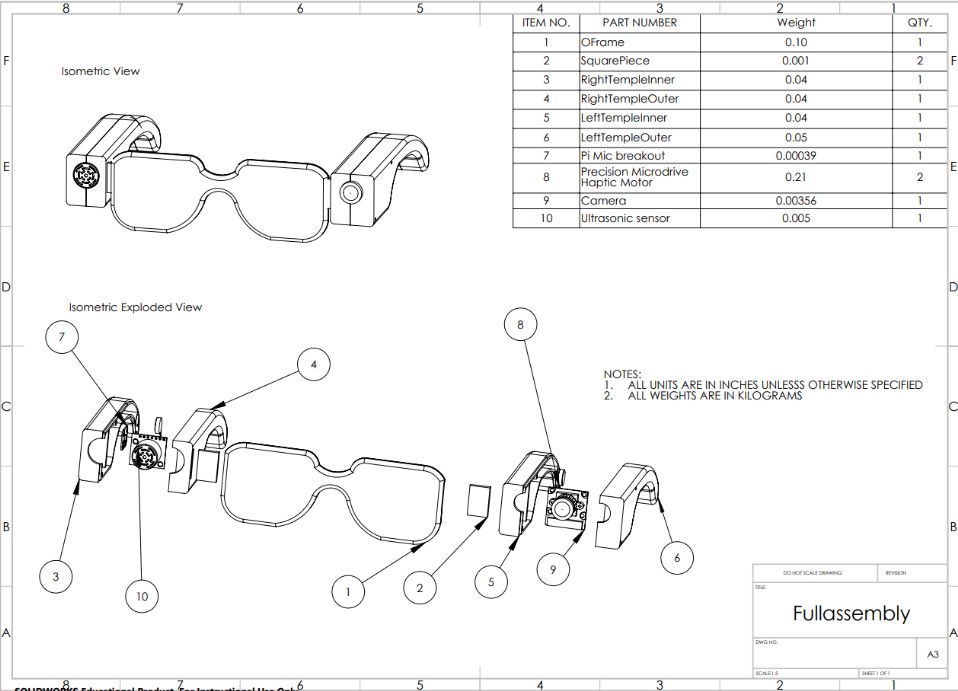 8 7 6 5 4 3 2 1
ITEM NO. PART NUMBER Weight QTY.
1 OFrame 0.10 1
2 SquarePiece 0.001 2
3 RightTempleInner 0.04 1
4 RightTempleOuter 0.04 1
5 LeftTempleInner 0.04 1
6 LeftTempleOuter 0.05 1
7 Pi Mic breakout 0.00039 1
8 Precision Microdrive Haptic Motor 0.21 2
9 Camera 0.00356 1
10 Ultrasonic sensor 0.005 1
F F
Isometric View
E E
D D
Isometric Exploded View
8
7
4
NOTES:
1. ALL UNITS ARE IN INCHES UNLESSS OTHERWISE SPECIFIED
2. ALL WEIGHTS ARE IN KILOGRAMS
C C
B B
6
9
3
5
2
1
10
DO NOT SCALE DRAWING REVISION
TITLE:
Fullassembly
A A
DWG NO.
A3
SCALE:1:5 SHEET 1 OF 1
8 7 6 5 4 3 2 1
SOLIDWORKS Educational Product. For Instructional Use Only.